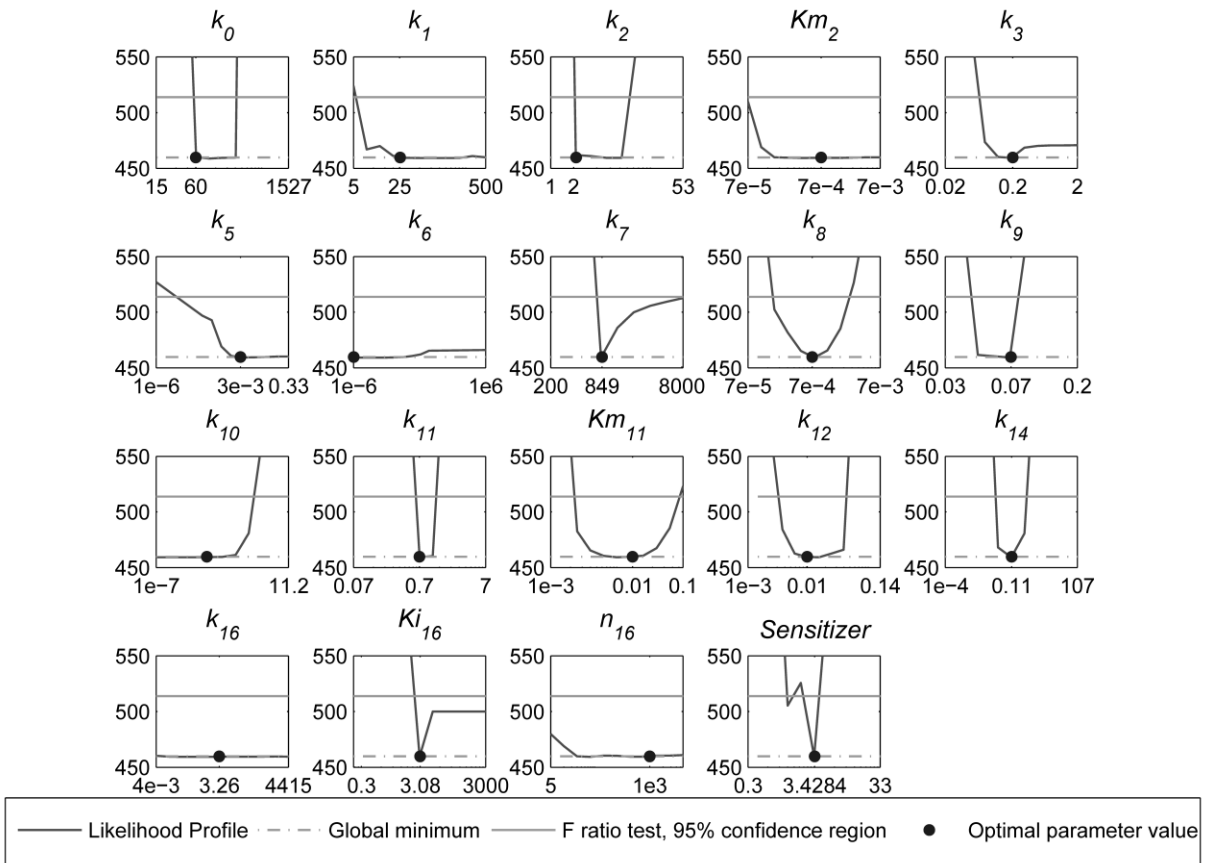 k0 k1 k2 Km2 k3
550 550 550 550 550
500 500 500 500 500
450 450 450 450 450
15 60 1527 5 25 500 1 2 53 7e−5 7e−4 7e−3 0.02 0.2 2
k5 k6 k7 k8 k9
550 550 550 550 550
500 500 500 500 500
450 450 450 450 450
1e−6 3e−3 0.33 1e−6 1e6 200 849 8000 7e−5 7e−4 7e−3 0.03 0.07 0.2
k10 k11 Km11 k12 k14
550 550 550 550 550
500 500 500 500 500
450 450 450 450 450
1e−7 11.2 0.07 0.7 7 1e−3 0.01 0.1 1e−3 0.01 0.14 1e−4 0.11 107
k16 Ki16 n16 Sensitizer
550 550 550 550
500 500 500 500
450 450 450 450
4e−3 3.26 4415 0.3 3.08 3000 5 1e3 0.3 3.4284 33
Likelihood Profile Global minimum F ratio test, 95% confidence region Optimal parameter value